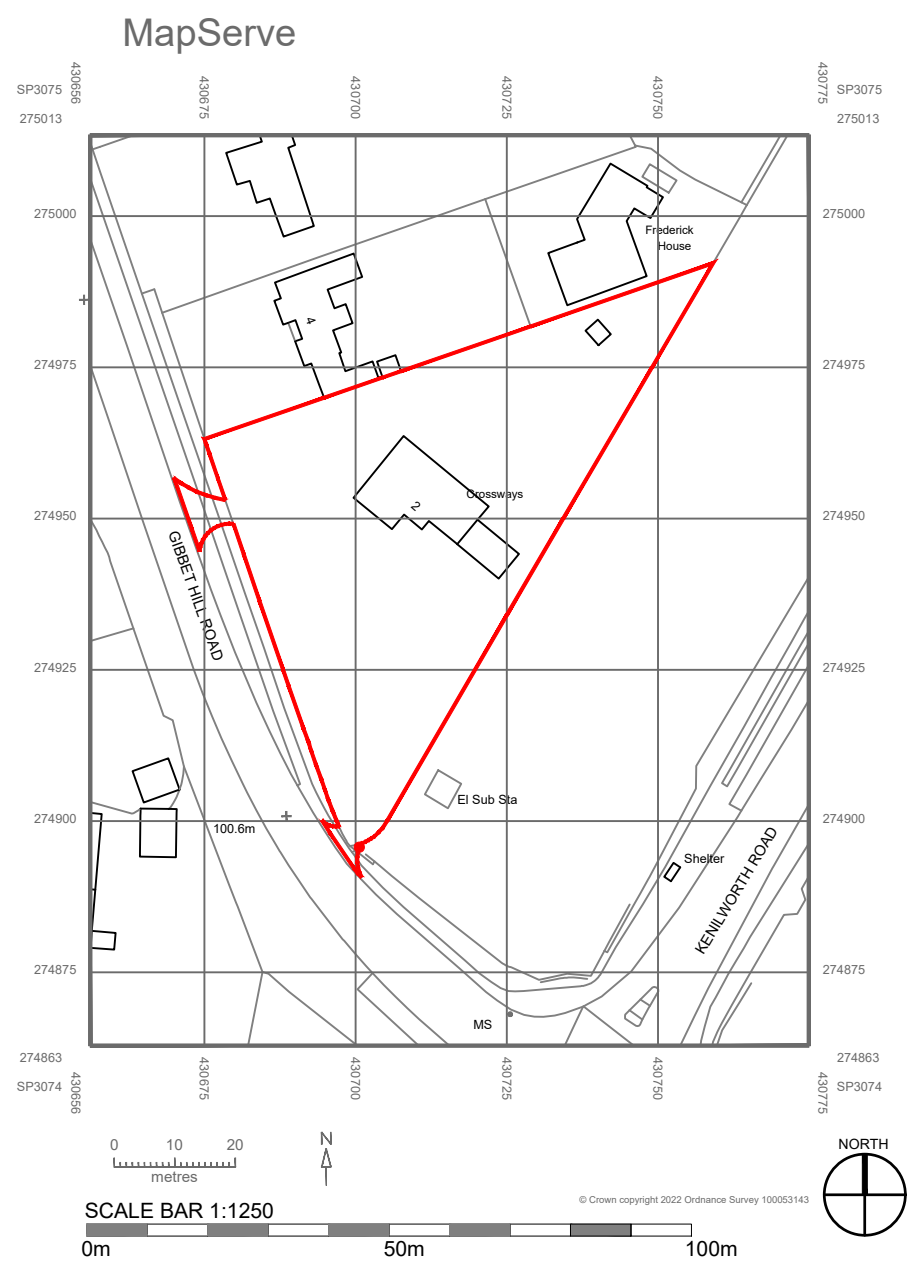 MapServe
430656
430675
430700
430725
430750
430775
SP3075
SP3075
275013
275013
275000
275000
Frederick
House
4
274975
274975
Crossways
2
274950
274950
GIBBET HILL ROAD
274925
274925
El Sub Sta
274900
274900
100.6m
Shelter
KENILWORTH ROAD
274875
274875
MS
274863
274863
SP3074
SP3074
430656
430675
430700
430725
430750
430775
0 10 20
metres
N
NORTH
© Crown copyright 2022 Ordnance Survey 100053143
SCALE BAR 1:1250
0m 50m 100m